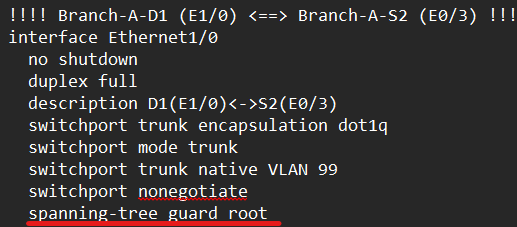 !!!! Branch-A-D1 (E1/0) <==> Branch-A-S2 (E0/3) !!!
interface Ethernet1/0
no shutdown
duplex full
description D1(E1/0)<->S2(E0/3)
switchport trunk encapsulation dot1q
switchport mode trunk
switchport trunk native VLAN 99
switchport nonegotiate
spanning-tree guard root